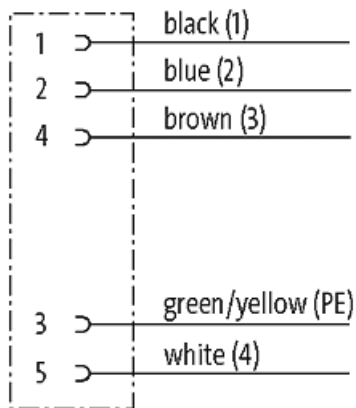 1 black (1)
2 blue (2)
4 brown (3)
3 green/yellow (PE)
5 white (4)